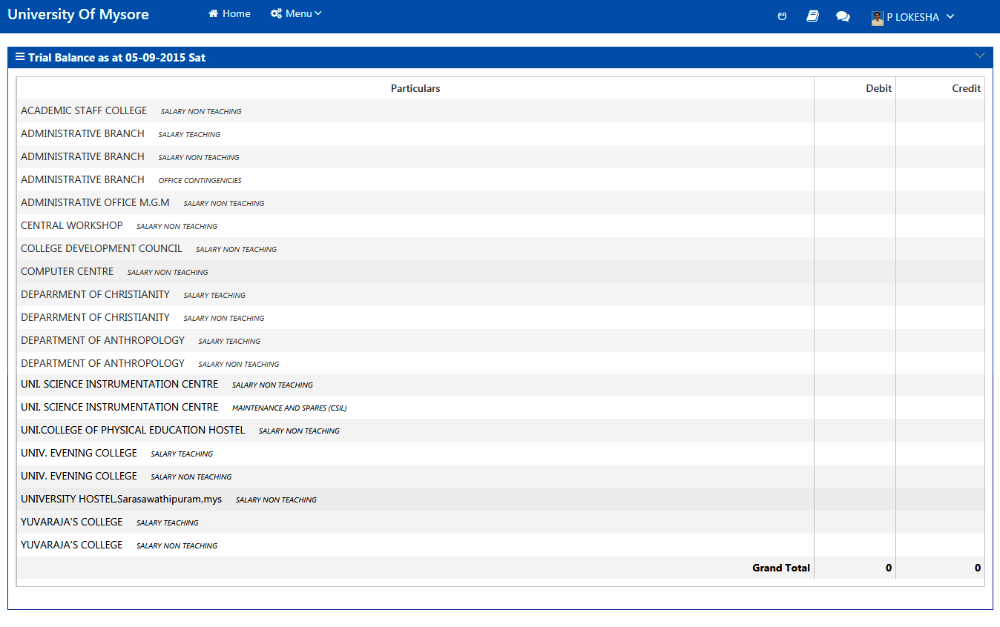 University Of Mysore Home Menu P LOKESHA
Trial Balance as at 05-09-2015 Sat
Particulars Debit Credit
ACADEMIC STAFF COLLEGE SALARY NON TEACHING
ADMINISTRATIVE BRANCH SALARY TEACHING
ADMINISTRATIVE BRANCH SALARY NON TEACHING
ADMINISTRATIVE BRANCH OFFICE CONTINGENICIES
ADMINISTRATIVE OFFICE M.G.M SALARY NON TEACHING
CENTRAL WORKSHOP SALARY NON TEACHING
COLLEGE DEVELOPMENT COUNCIL SALARY NON TEACHING
COMPUTER CENTRE SALARY NON TEACHING
DEPARRMENT OF CHRISTIANITY SALARY TEACHING
DEPARRMENT OF CHRISTIANITY SALARY NON TEACHING
DEPARTMENT OF ANTHROPOLOGY SALARY TEACHING
DEPARTMENT OF ANTHROPOLOGY SALARY NON TEACHING
UNI. SCIENCE INSTRUMENTATION CENTRE SALARY NON TEACHING
UNI. SCIENCE INSTRUMENTATION CENTRE MAINTENANCE AND SPARES (CSIL)
UNI.COLLEGE OF PHYSICAL EDUCATION HOSTEL SALARY NON TEACHING
UNIV. EVENING COLLEGE SALARY TEACHING
UNIV. EVENING COLLEGE SALARY NON TEACHING
UNIVERSITY HOSTEL,Sarasawathipuram,mys SALARY NON TEACHING
YUVARAJA'S COLLEGE SALARY TEACHING
YUVARAJA'S COLLEGE SALARY NON TEACHING
Grand Total 0 0